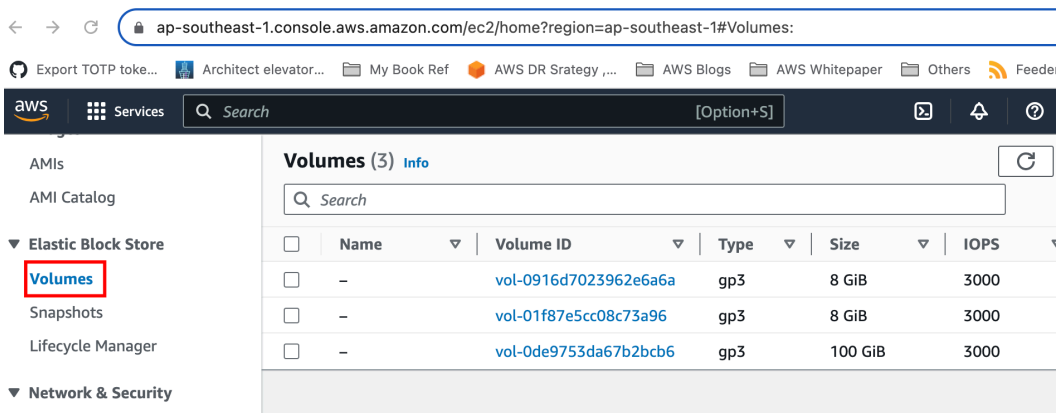 ap-southeast-1.console.aws.amazon.com/ec2/home?region=ap-southeast-1#Volumes:
Export TOTP toke... Architect elevator... My Book Ref AWS DR Srategy ,... AWS Blogs AWS Whitepaper Others Feeder
aws Services Search [Option+S]
AMIs
AMI Catalog
Elastic Block Store
Volumes
Snapshots
Lifecycle Manager
Network & Security
Volumes (3) Info
Search
Name Volume ID Type Size IOPS
– vol-0916d7023962e6a6a gp3 8 GiB 3000
– vol-01f87e5cc08c73a96 gp3 8 GiB 3000
– vol-0de9753da67b2bcb6 gp3 100 GiB 3000